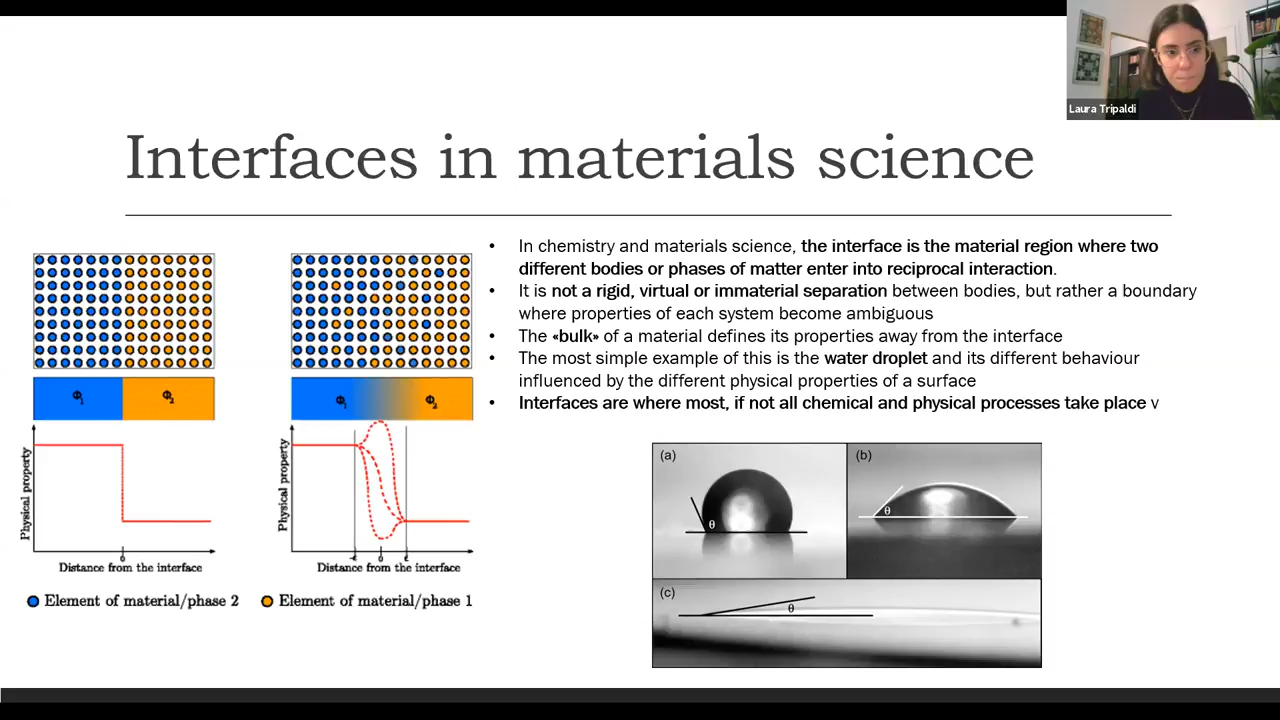 Laura Tripaldi
Interfaces in materials science
• In chemistry and materials science, the interface is the material region where two
different bodies or phases of matter enter into reciprocal interaction.
• It is not a rigid, virtual or immaterial separation between bodies, but rather a boundary
where properties of each system become ambiguous
• The «bulk» of a material defines its properties away from the interface
• The most simple example of this is the water droplet and its different behaviour
influenced by the different physical properties of a surface
• Interfaces are where most, if not all chemical and physical processes take place v
Φ1 Φ2
Φ1 Φ2
Physical property
0
Distance from the interface
Physical property
-ε 0 ε
Distance from the interface
Element of material/phase 2
Element of material/phase 1
(a)
θ
(b)
θ
(c)
θ